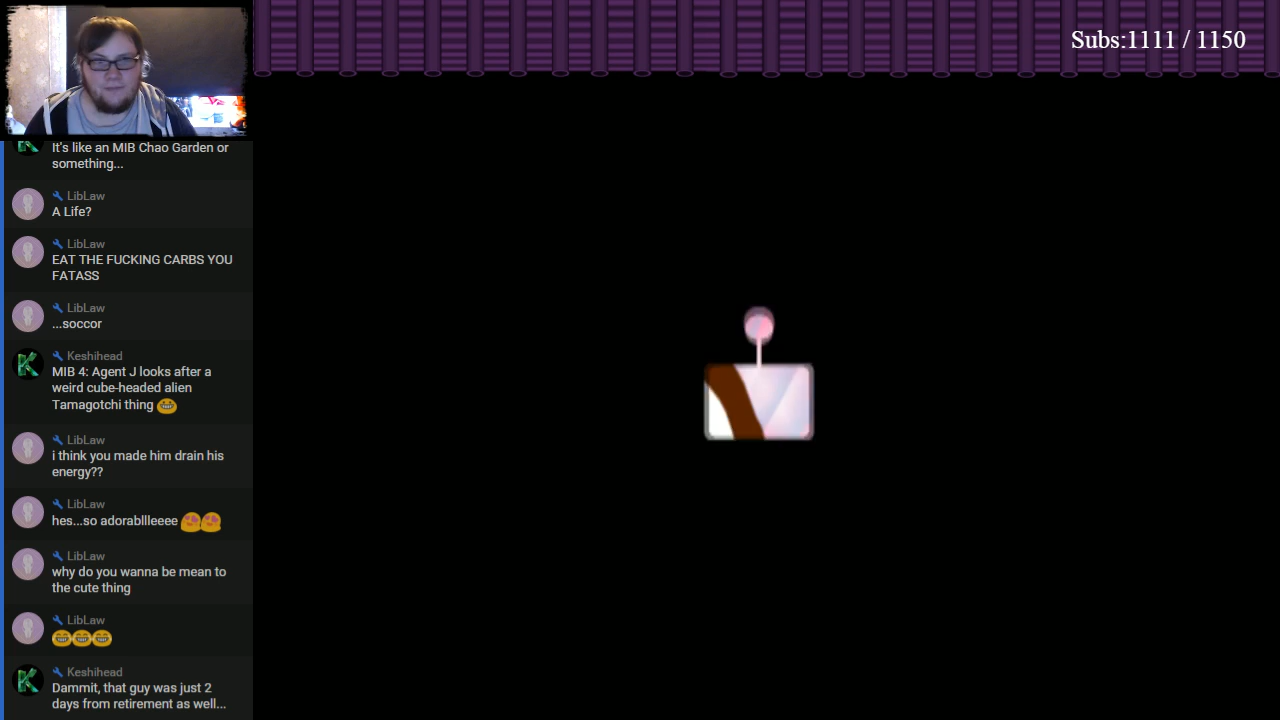 Subs:1111 / 1150
It's like an MIB Chao Garden or
something...
LibLaw
A Life?
LibLaw
EAT THE FUCKING CARBS YOU
FATASS
LibLaw
...soccor
Keshihead
MIB 4: Agent J looks after a
weird cube-headed alien
Tamagotchi thing
LibLaw
i think you made him drain his
energy??
LibLaw
hes...so adorabllleeee
LibLaw
why do you wanna be mean to
the cute thing
LibLaw
Keshihead
Dammit, that guy was just 2
days from retirement as well...